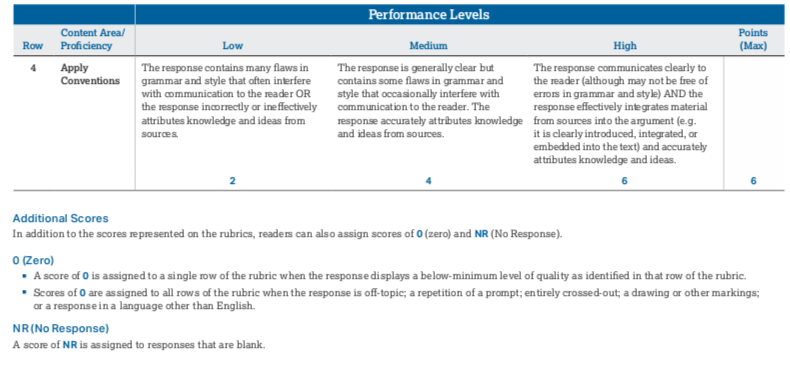 Performance Levels
Row
Content Area/
Proficiency
Low
Medium
High
Points
(Max)
4
Apply
Conventions
The response contains many flaws in
grammar and style that often interfere
with communication to the reader OR
the response incorrectly or ineffectively
attributes knowledge and ideas from
sources.
The response is generally clear but
contains some flaws in grammar and
style that occasionally interfere with
communication to the reader. The
response accurately attributes knowledge
and ideas from sources.
The response communicates clearly to
the reader (although may not be free of
errors in grammar and style) AND the
response effectively integrates material
from sources into the argument (e.g.
it is clearly introduced, integrated, or
embedded into the text) and accurately
attributes knowledge and ideas.
2
4
6
6
Additional Scores
In addition to the scores represented on the rubrics, readers can also assign scores of 0 (zero) and NR (No Response).
0 (Zero)
▪ A score of 0 is assigned to a single row of the rubric when the response displays a below-minimum level of quality as identified in that row of the rubric.
▪ Scores of 0 are assigned to all rows of the rubric when the response is off-topic; a repetition of a prompt; entirely crossed-out; a drawing or other markings;
or a response in a language other than English.
NR (No Response)
A score of NR is assigned to responses that are blank.